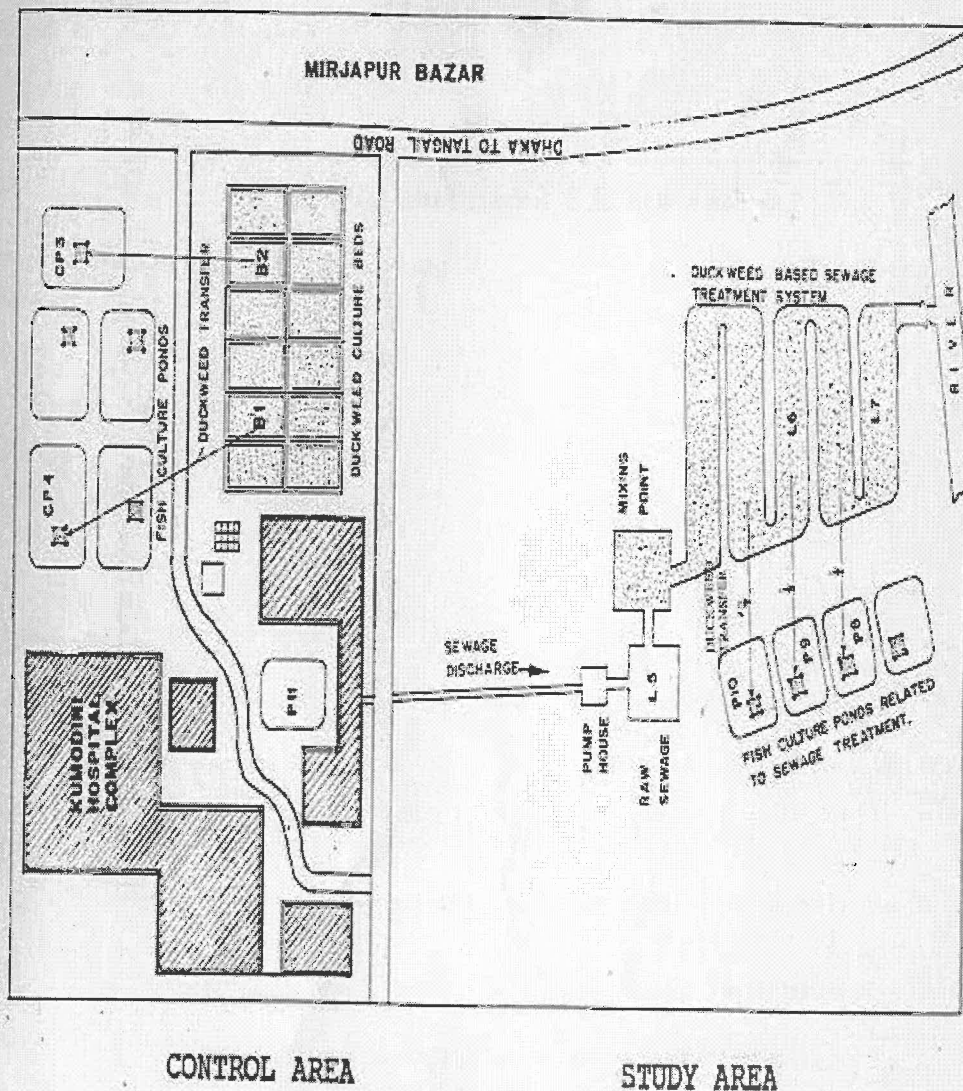 MIRJAPUR BAZAR
DHAKA TO TANGAIL
ROAD
CP3
CP4
FISH CULTURE PONDS
DUCKWEED TRANSFER
B2
B1
DUCKWEED CULTURE BEDS
DUCKWEED BASED SEWAGE
TREATMENT SYSTEM
RIVER
L6
L7
MIXING
POINT
DUCKWEED
TRANSFER
SEWAGE
DISCHARGE
L5
PUMP
HOUSE
RAW
SEWAGE
P10
P9
P8
FISH CULTURE PONDS RELATED
TO SEWAGE TREATMENT.
P11
KUMODINI
HOSPITAL
COMPLEX
CONTROL AREA
STUDY AREA